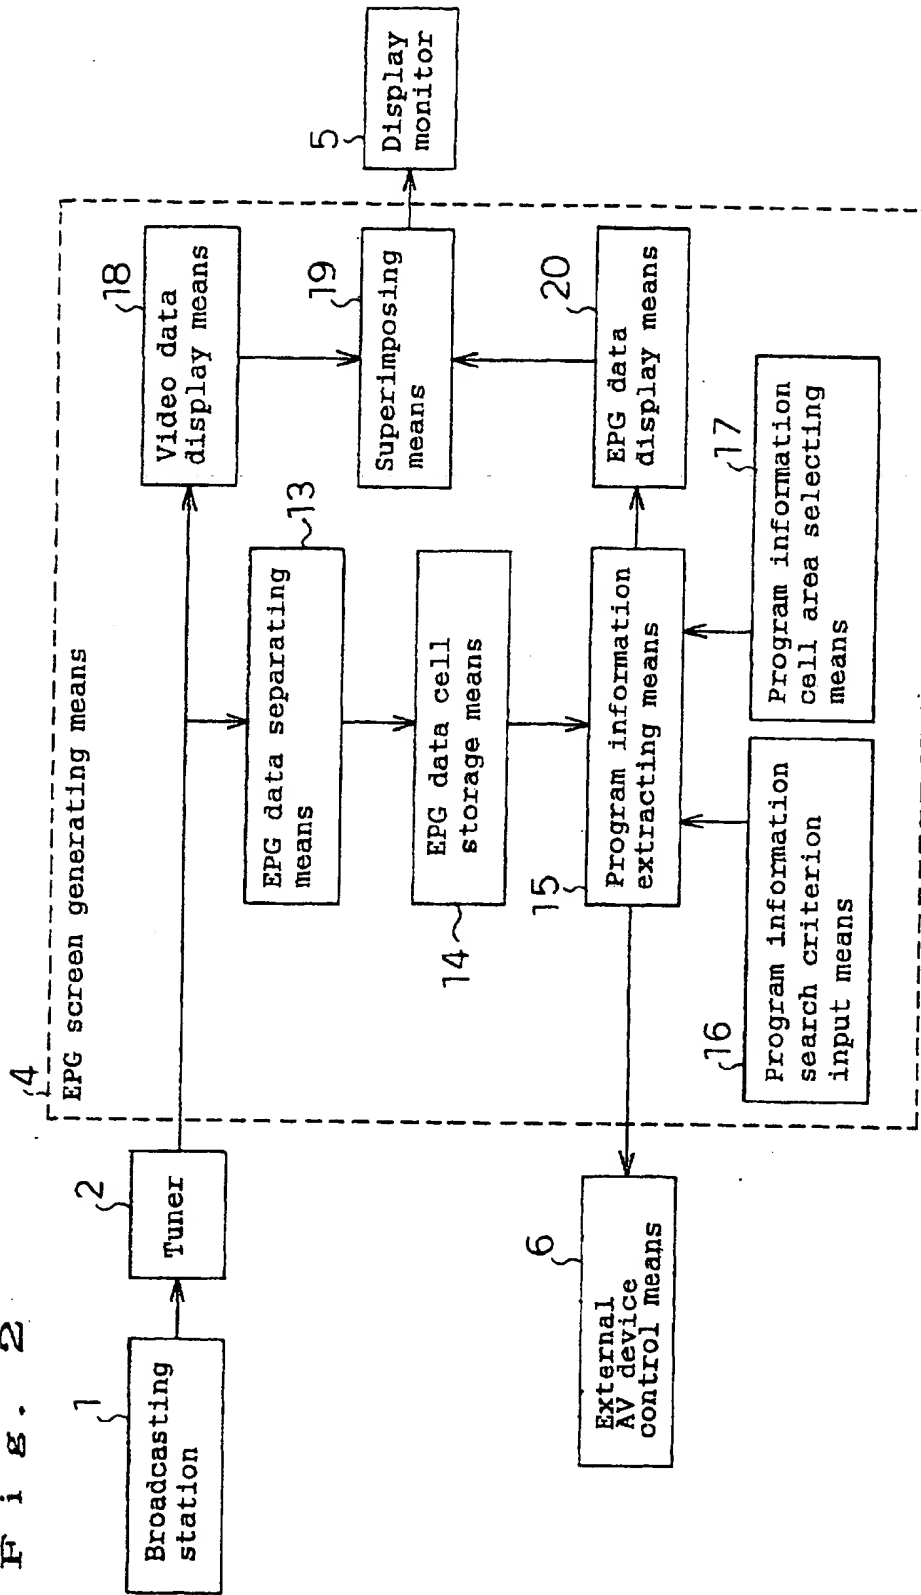 Fig. 2
1
Broadcasting
station
2
Tuner
4
EPG screen generating means
18
Video data
display means
13
EPG data separating
means
19
Superimposing
means
5
Display
monitor
14
EPG data cell
storage means
15
Program information
extracting means
20
EPG data
display means
6
External
AV device
control means
16
Program information
search criterion
input means
17
Program information
cell area selecting
means